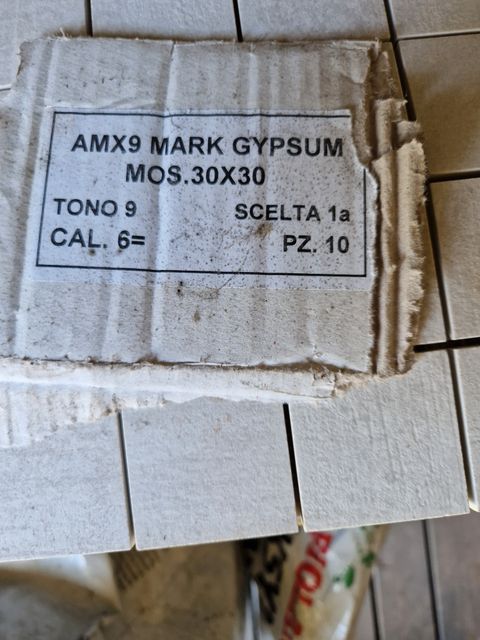 AMX9 MARK GYPSUM
MOS.30X30
TONO 9 SCELTA 1a
CAL. 6= PZ. 10